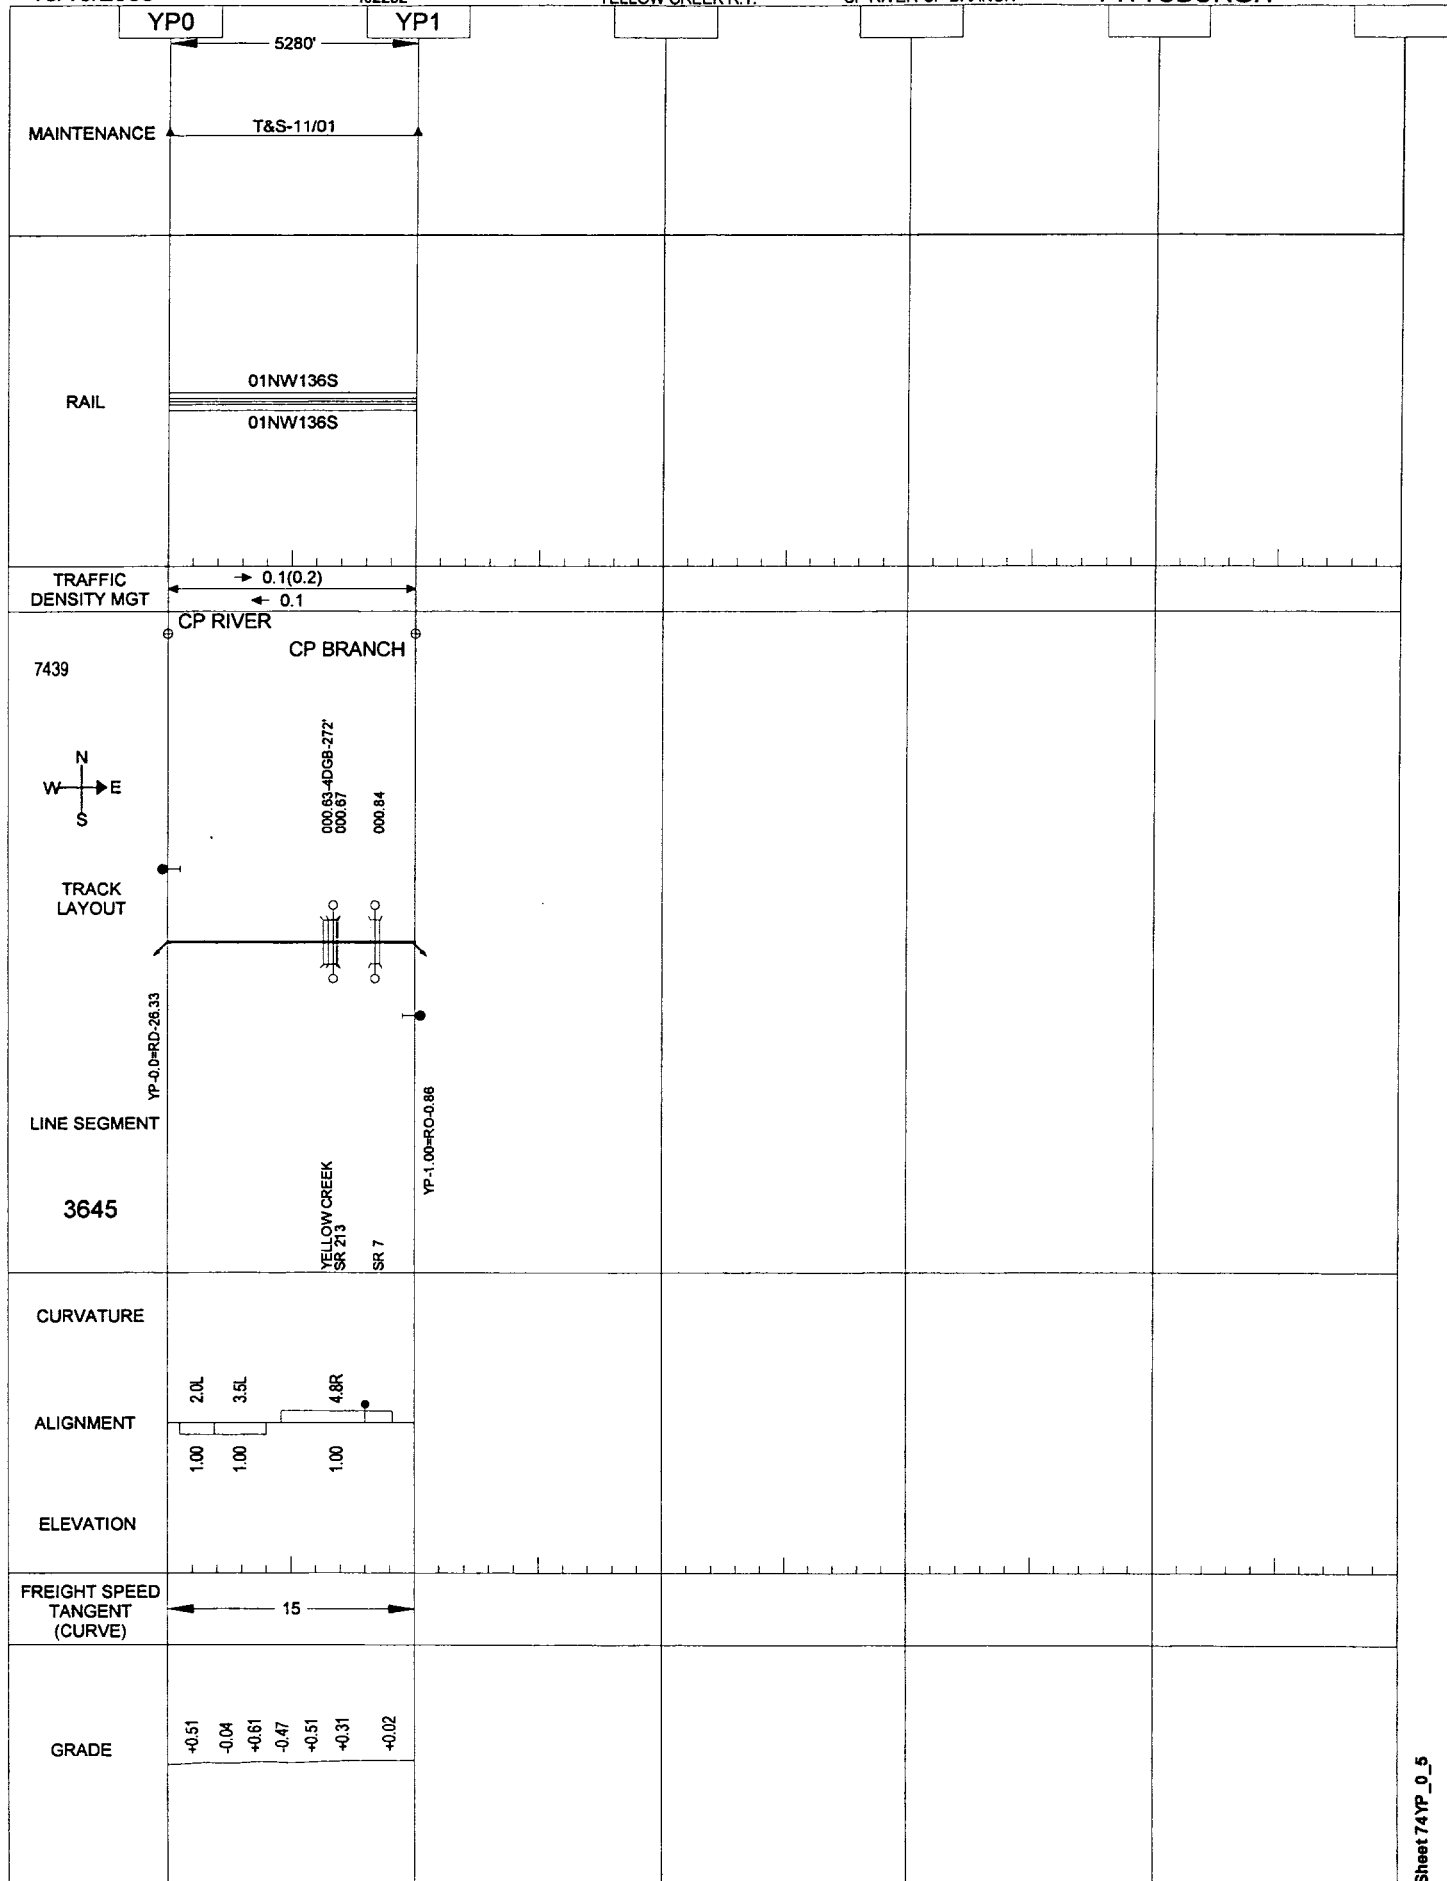 YP0
YP1
5280'
MAINTENANCE
T&S-11/01
RAIL
01NW136S
01NW136S
TRAFFIC
DENSITY MGT
0.1(0.2)
0.1
CP RIVER
CP BRANCH
7439
000.63-4DGB-272'
000.67
000.84
N
W
E
S
TRACK
LAYOUT
YP-0.0=RD-26.33
YP-1.00=RO-0.86
LINE SEGMENT
3645
YELLOW CREEK
SR 213
SR 7
CURVATURE
2.0L
3.5L
4.8R
ALIGNMENT
1.00
1.00
1.00
ELEVATION
FREIGHT SPEED
TANGENT
(CURVE)
15
GRADE
+0.51
-0.04
+0.61
-0.47
+0.51
+0.31
+0.02
Sheet 74YP_0_5